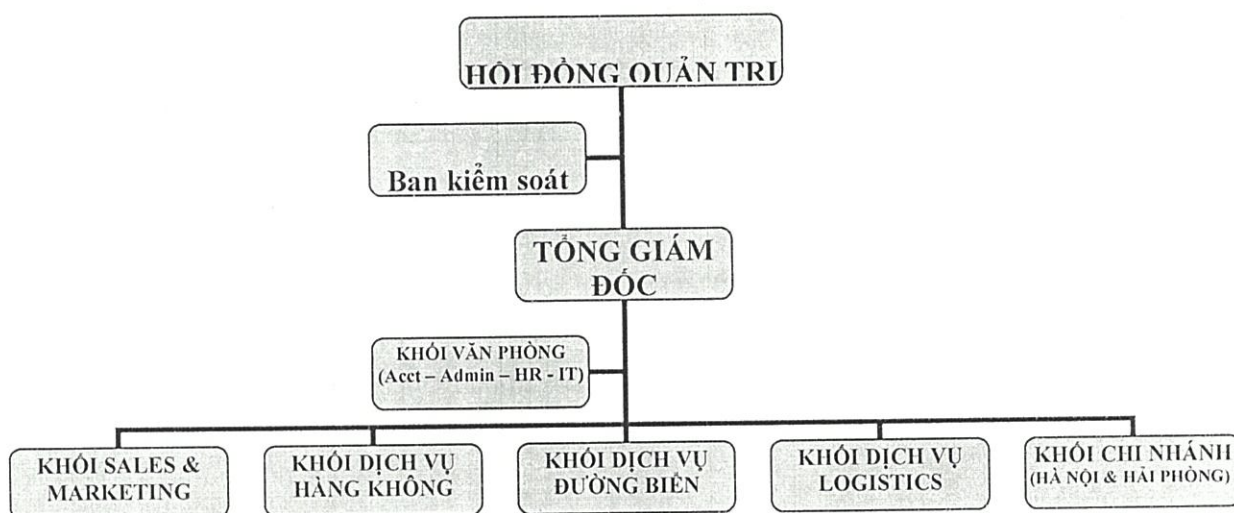 HỘI ĐỒNG QUẢN TRỊ
Ban kiểm soát
TỔNG GIÁM
ĐỐC
KHỐI VĂN PHÒNG
(Acct – Admin – HR - IT)
KHỐI SALES &
MARKETING
KHỐI DỊCH VỤ
HÀNG KHÔNG
KHỐI DỊCH VỤ
ĐƯỜNG BIỂN
KHỐI DỊCH VỤ
LOGISTICS
KHỐI CHI NHÁNH
(HÀ NỘI & HẢI PHÒNG)